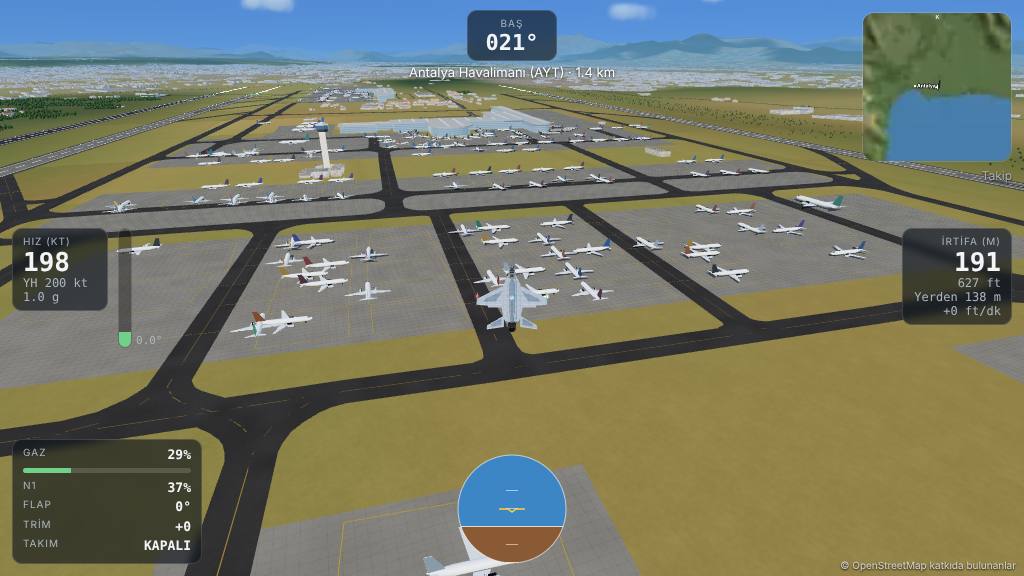 BAŞ
021°
Antalya Havalimanı (AYT) · 1,4 km
K
Antalya
Takip
HIZ (KT)
198
YH 200 kt
1.0 g
0.0°
İRTİFA (M)
191
627 ft
Yerden 138 m
+0 ft/dk
GAZ 29%
N1 37%
FLAP 0°
TRİM +0
TAKIM KAPALI
© OpenStreetMap katkıda bulunanlar